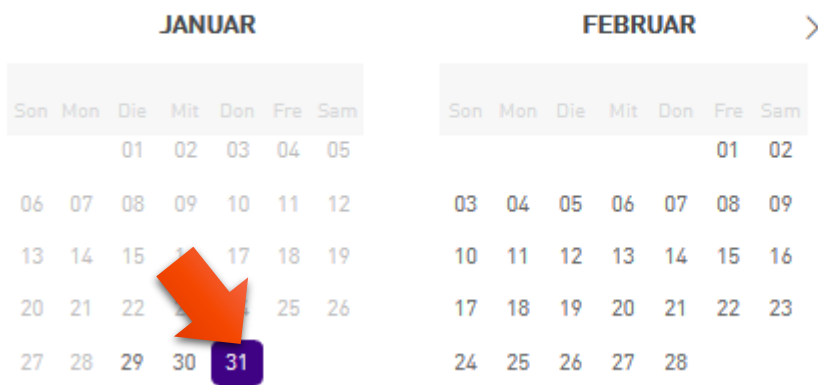 JANUAR
Son Mon Die Mit Don Fre Sam
01 02 03 04 05
06 07 08 09 10 11 12
13 14 15 17 18 19
20 21 22 25 26
27 28 29 30 31
FEBRUAR
Son Mon Die Mit Don Fre Sam
01 02
03 04 05 06 07 08 09
10 11 12 13 14 15 16
17 18 19 20 21 22 23
24 25 26 27 28